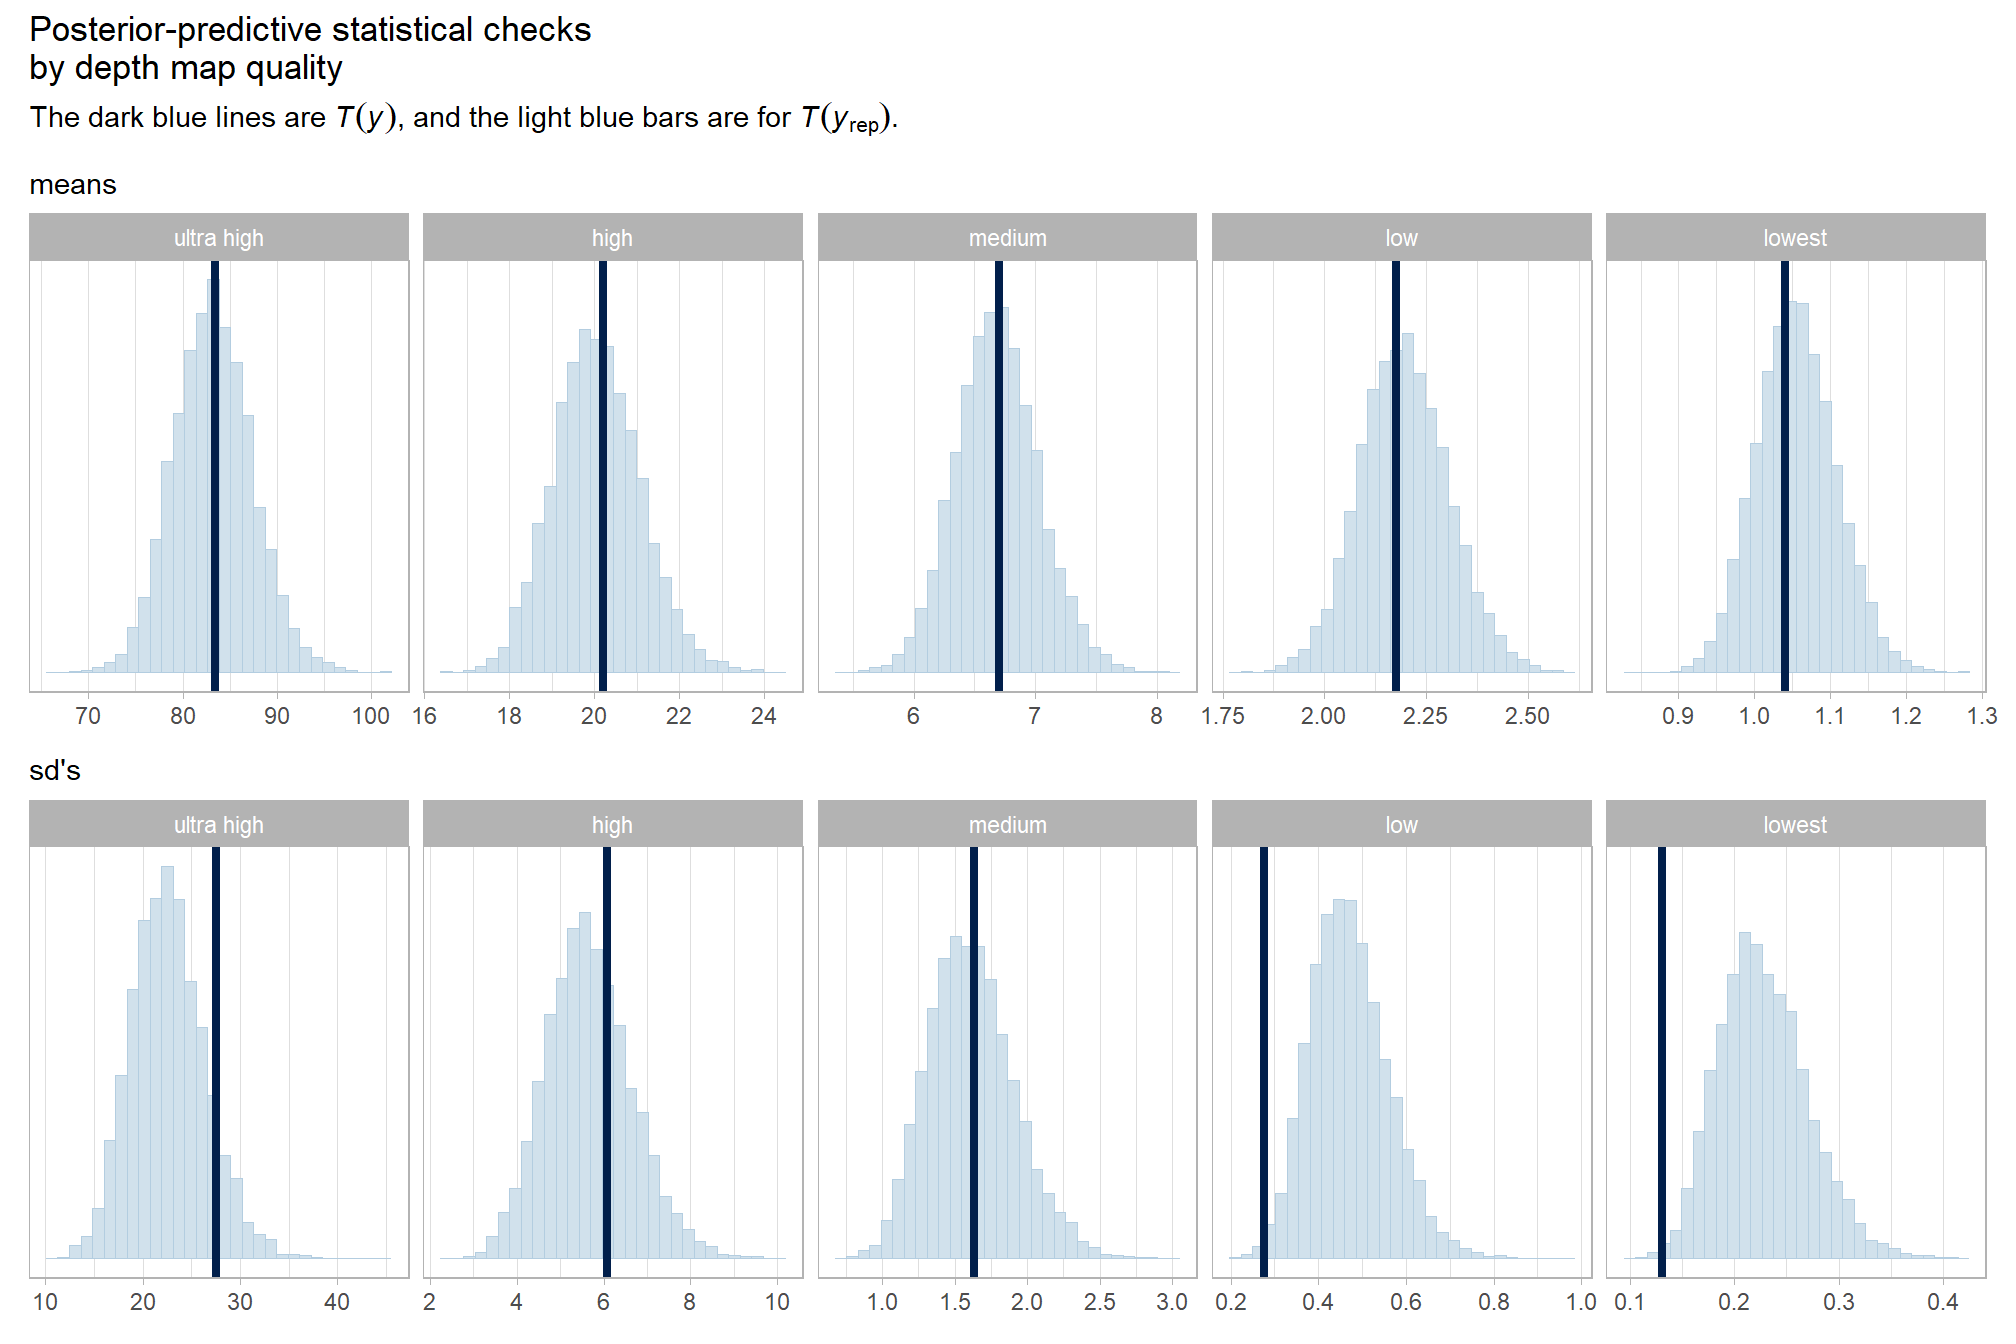 Posterior-predictive statistical checks
by depth map quality
The dark blue lines are T(y), and the light blue bars are for T(y_rep).
means
ultra high high medium low lowest
70 80 90 100 16 18 20 22 24 6 7 8 1.75 2.00 2.25 2.50 0.9 1.0 1.1 1.2 1.3
sd's
ultra high high medium low lowest
10 20 30 40 2 4 6 8 10 1.0 1.5 2.0 2.5 3.0 0.2 0.4 0.6 0.8 1.0 0.1 0.2 0.3 0.4